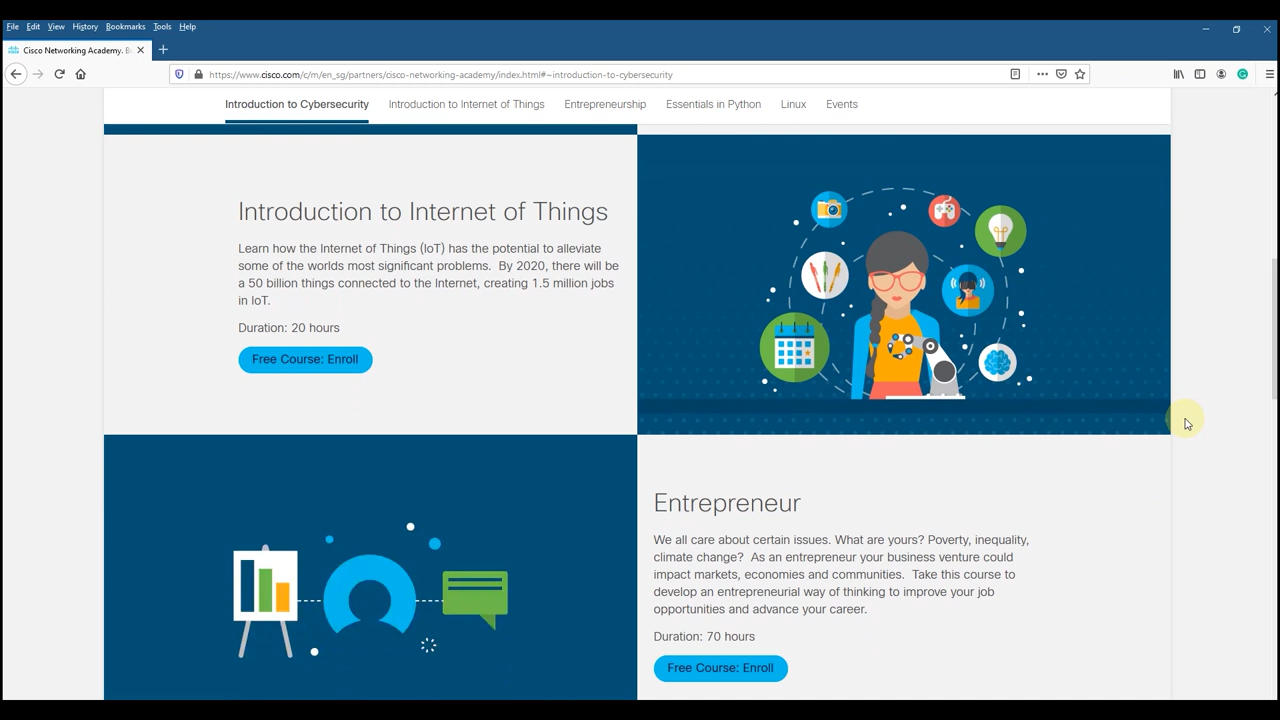 File Edit View History Bookmarks Tools Help
Cisco Networking Academy. B
https://www.cisco.com/c/m/en_sg/partners/cisco-networking-academy/index.html#~introduction-to-cybersecurity
Introduction to Cybersecurity Introduction to Internet of Things Entrepreneurship Essentials in Python Linux Events
Introduction to Internet of Things
Learn how the Internet of Things (IoT) has the potential to alleviate
some of the worlds most significant problems. By 2020, there will be
a 50 billion things connected to the Internet, creating 1.5 million jobs
in IoT.
Duration: 20 hours
Free Course: Enroll
Entrepreneur
We all care about certain issues. What are yours? Poverty, inequality,
climate change? As an entrepreneur your business venture could
impact markets, economies and communities. Take this course to
develop an entrepreneurial way of thinking to improve your job
opportunities and advance your career.
Duration: 70 hours
Free Course: Enroll